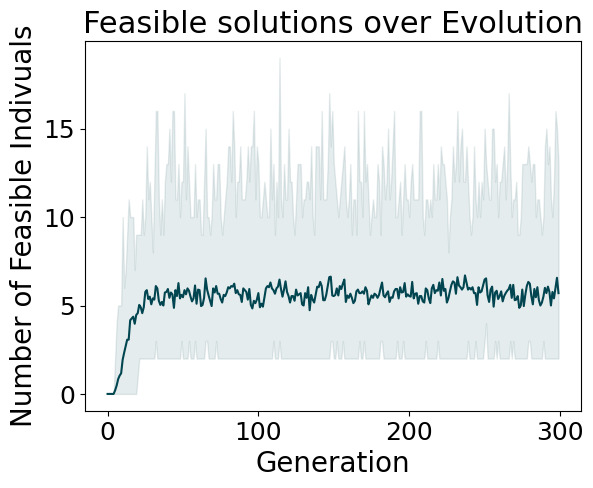 Feasible solutions over Evolution
Number of Feasible Indivuals
15
10
5
0
0
100
200
300
Generation